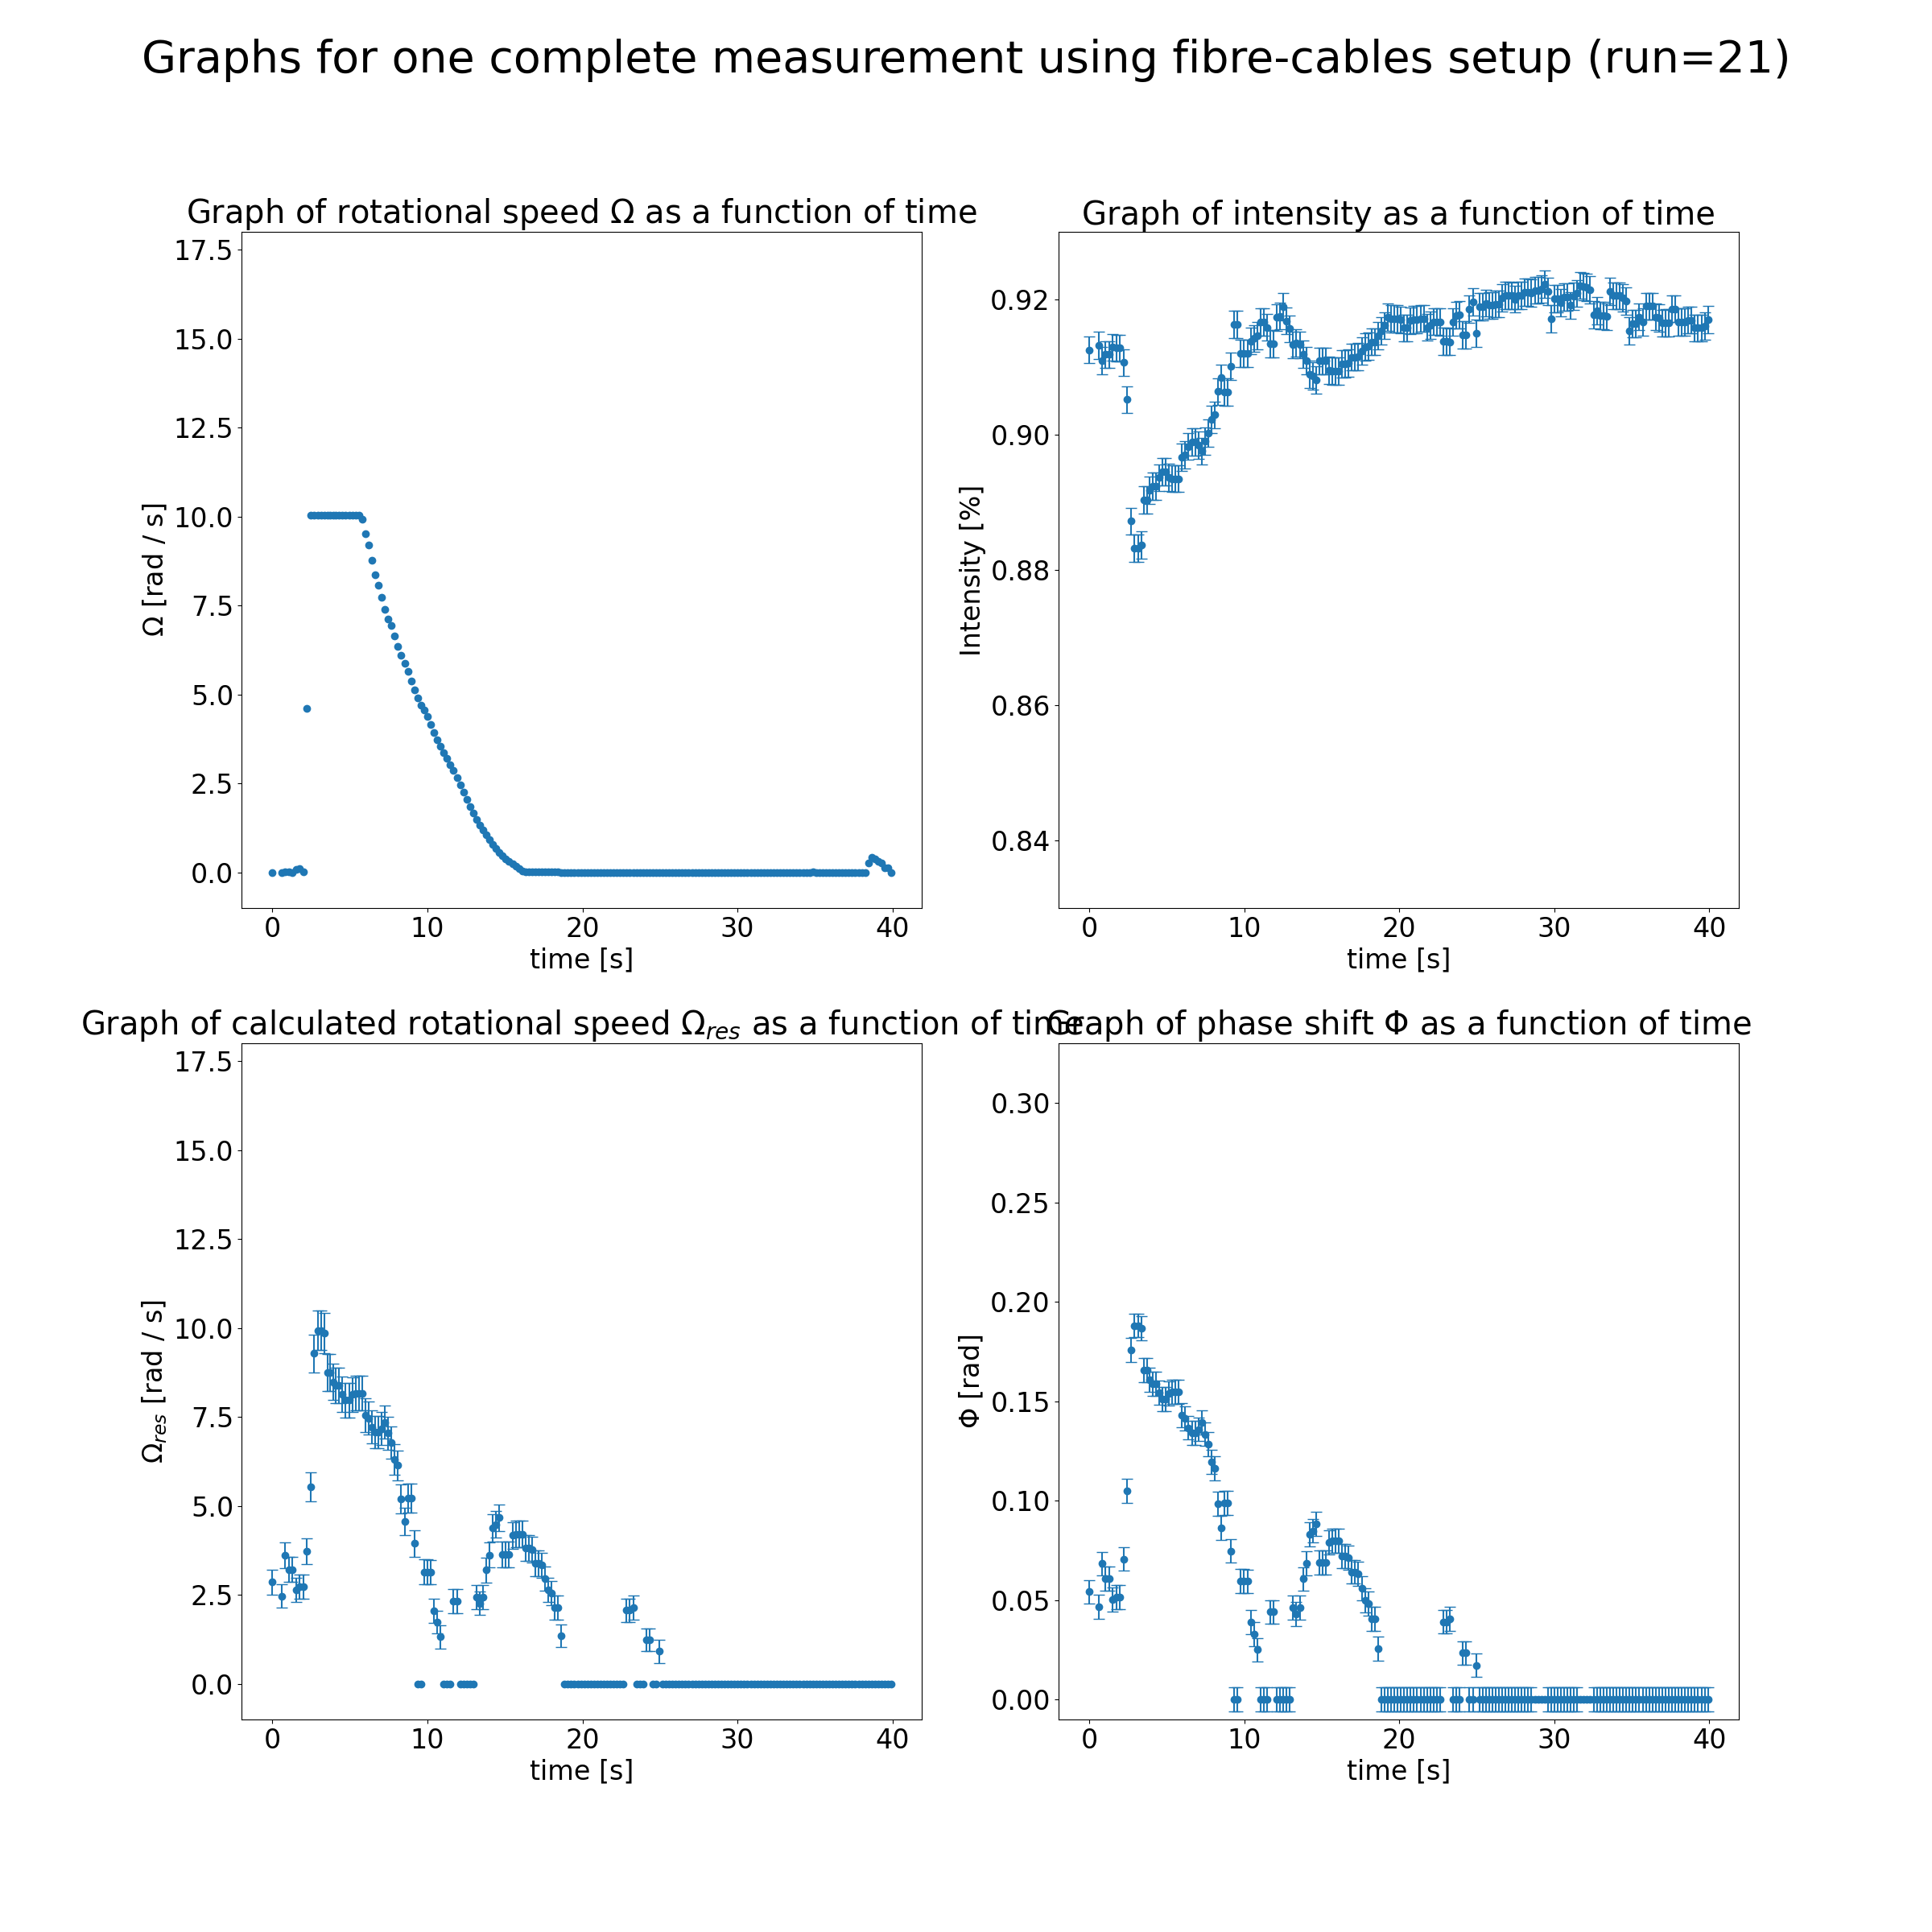 Graphs for one complete measurement using fibre-cables setup (run=21)
Graph of rotational speed Ω as a function of time
17.5
15.0
12.5
10.0
7.5
5.0
2.5
0.0
Ω [rad / s]
0 10 20 30 40
time [s]
Graph of intensity as a function of time
0.92
0.90
0.88
0.86
0.84
Intensity [%]
0 10 20 30 40
time [s]
Graph of calculated rotational speed Ωres as a function of time
17.5
15.0
12.5
10.0
7.5
5.0
2.5
0.0
Ωres [rad / s]
0 10 20 30 40
time [s]
Graph of phase shift Φ as a function of time
0.30
0.25
0.20
0.15
0.10
0.05
0.00
Φ [rad]
0 10 20 30 40
time [s]